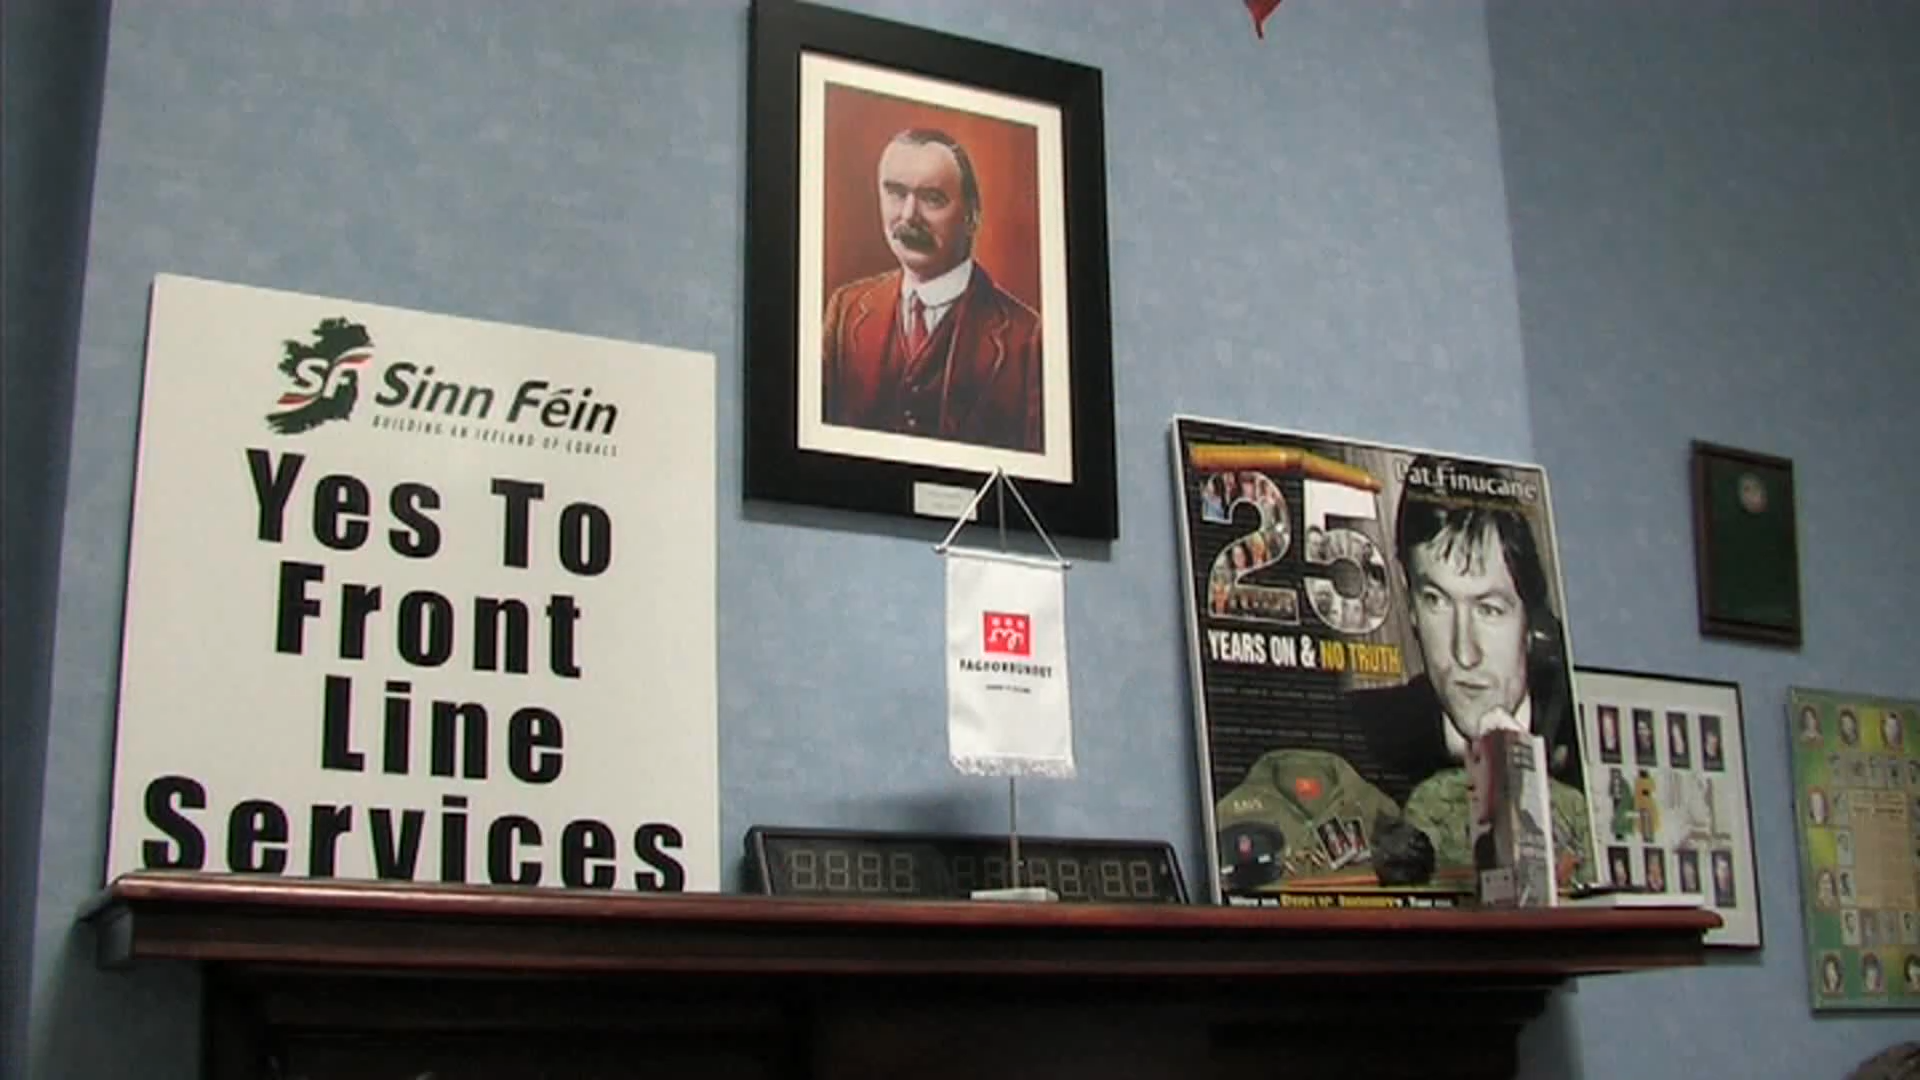 SF Sinn Féin
BUILDING AN IRELAND OF EQUALS
Yes To
Front
Line
Services
FAGFORBUNDET
Pat Finucane
25
YEARS ON & NO TRUTH